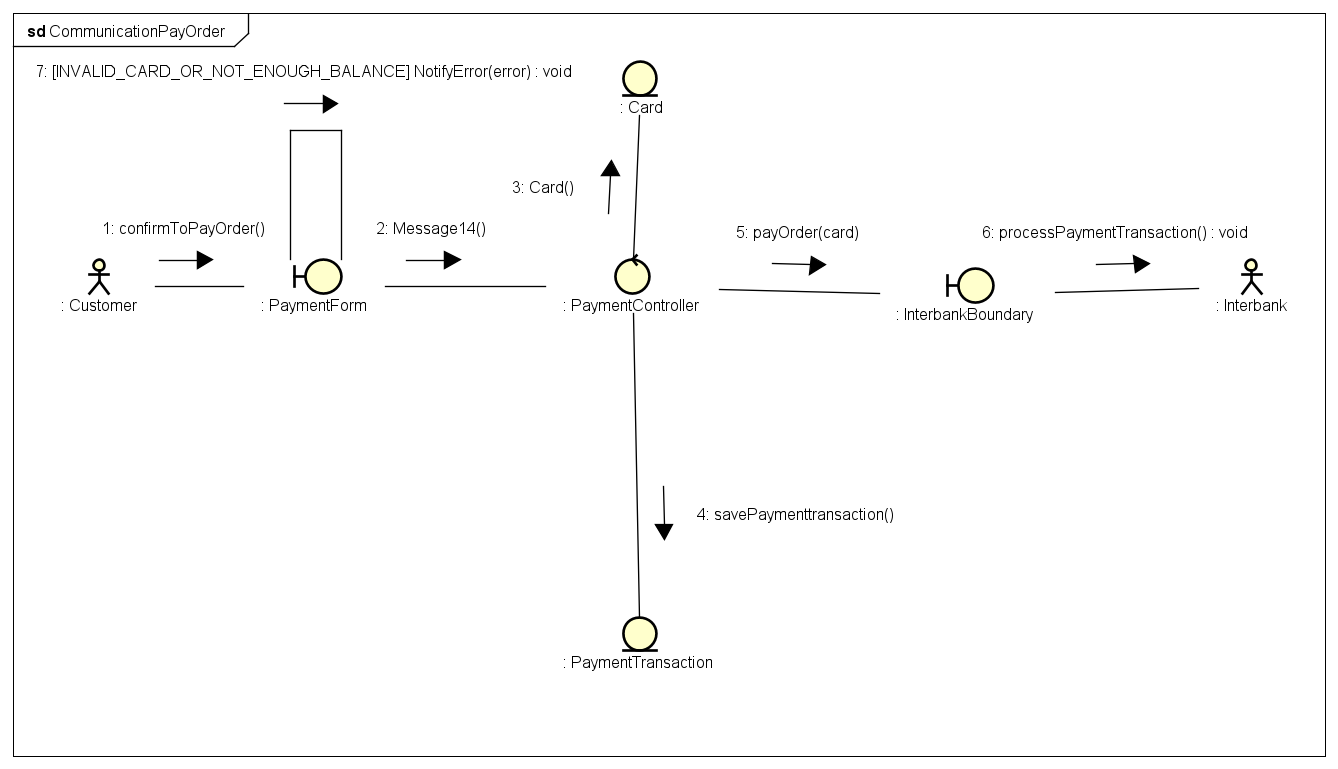 sd CommunicationPayOrder
7: [INVALID_CARD_OR_NOT_ENOUGH_BALANCE] NotifyError(error) : void
: Card
3: Card()
1: confirmToPayOrder()
2: Message14()
5: payOrder(card)
6: processPaymentTransaction() : void
: Customer
: PaymentForm
: PaymentController
: InterbankBoundary
: Interbank
4: savePaymenttransaction()
: PaymentTransaction